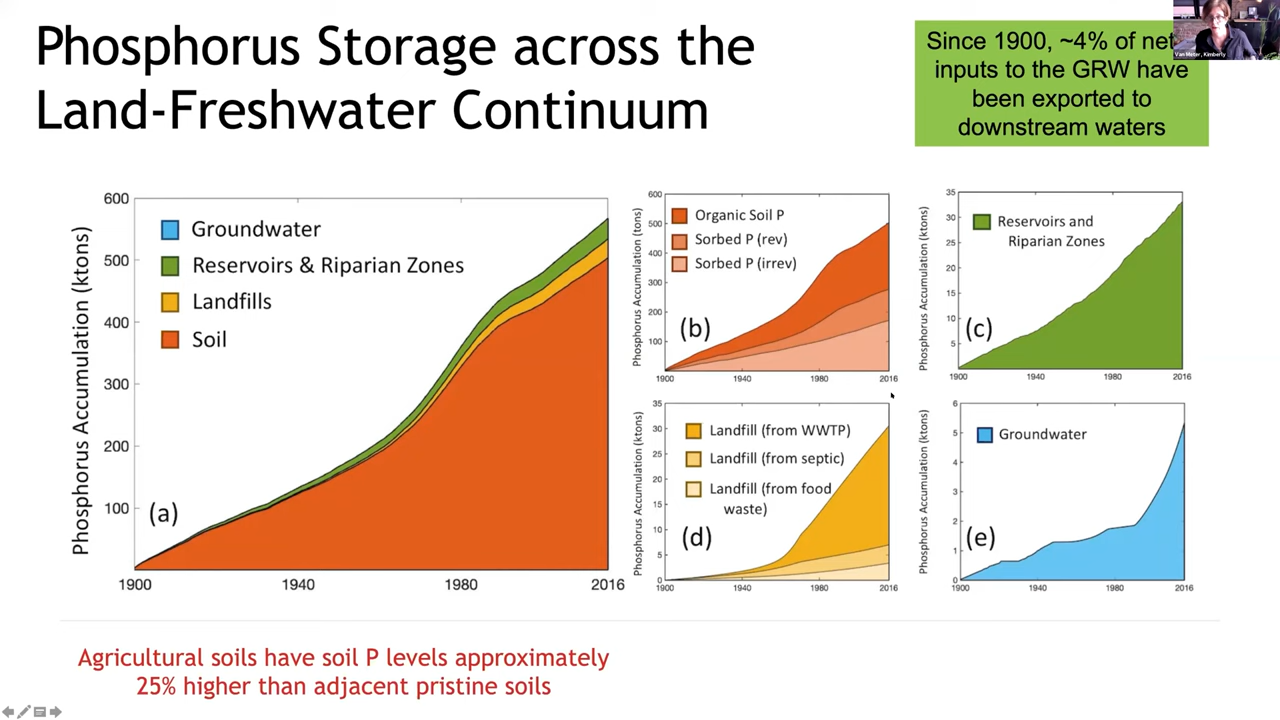 Phosphorus Storage across the
Land-Freshwater Continuum
Since 1900, ~4% of net
inputs to the GRW have
been exported to
downstream waters
Van Meter, Kimberly
Phosphorus Accumulation (ktons)
600
500
400
300
200
100
Groundwater
Reservoirs & Riparian Zones
Landfills
Soil
(a)
1900
1940
1980
2016
Phosphorus Accumulation (tons)
600
500
400
300
200
100
Organic Soil P
Sorbed P (rev)
Sorbed P (irrev)
(b)
1900
1940
1980
2016
Phosphorus Accumulation (ktons)
35
30
25
20
15
10
5
Reservoirs and
Riparian Zones
(c)
1900
1940
1980
2016
Phosphorus Accumulation (ktons)
35
30
25
20
15
10
5
0
Landfill (from WWTP)
Landfill (from septic)
Landfill (from food
waste)
(d)
1900
1940
1980
2016
Phosphorus Accumulation (ktons)
6
5
4
3
2
1
0
Groundwater
(e)
1900
1940
1980
2016
Agricultural soils have soil P levels approximately
25% higher than adjacent pristine soils